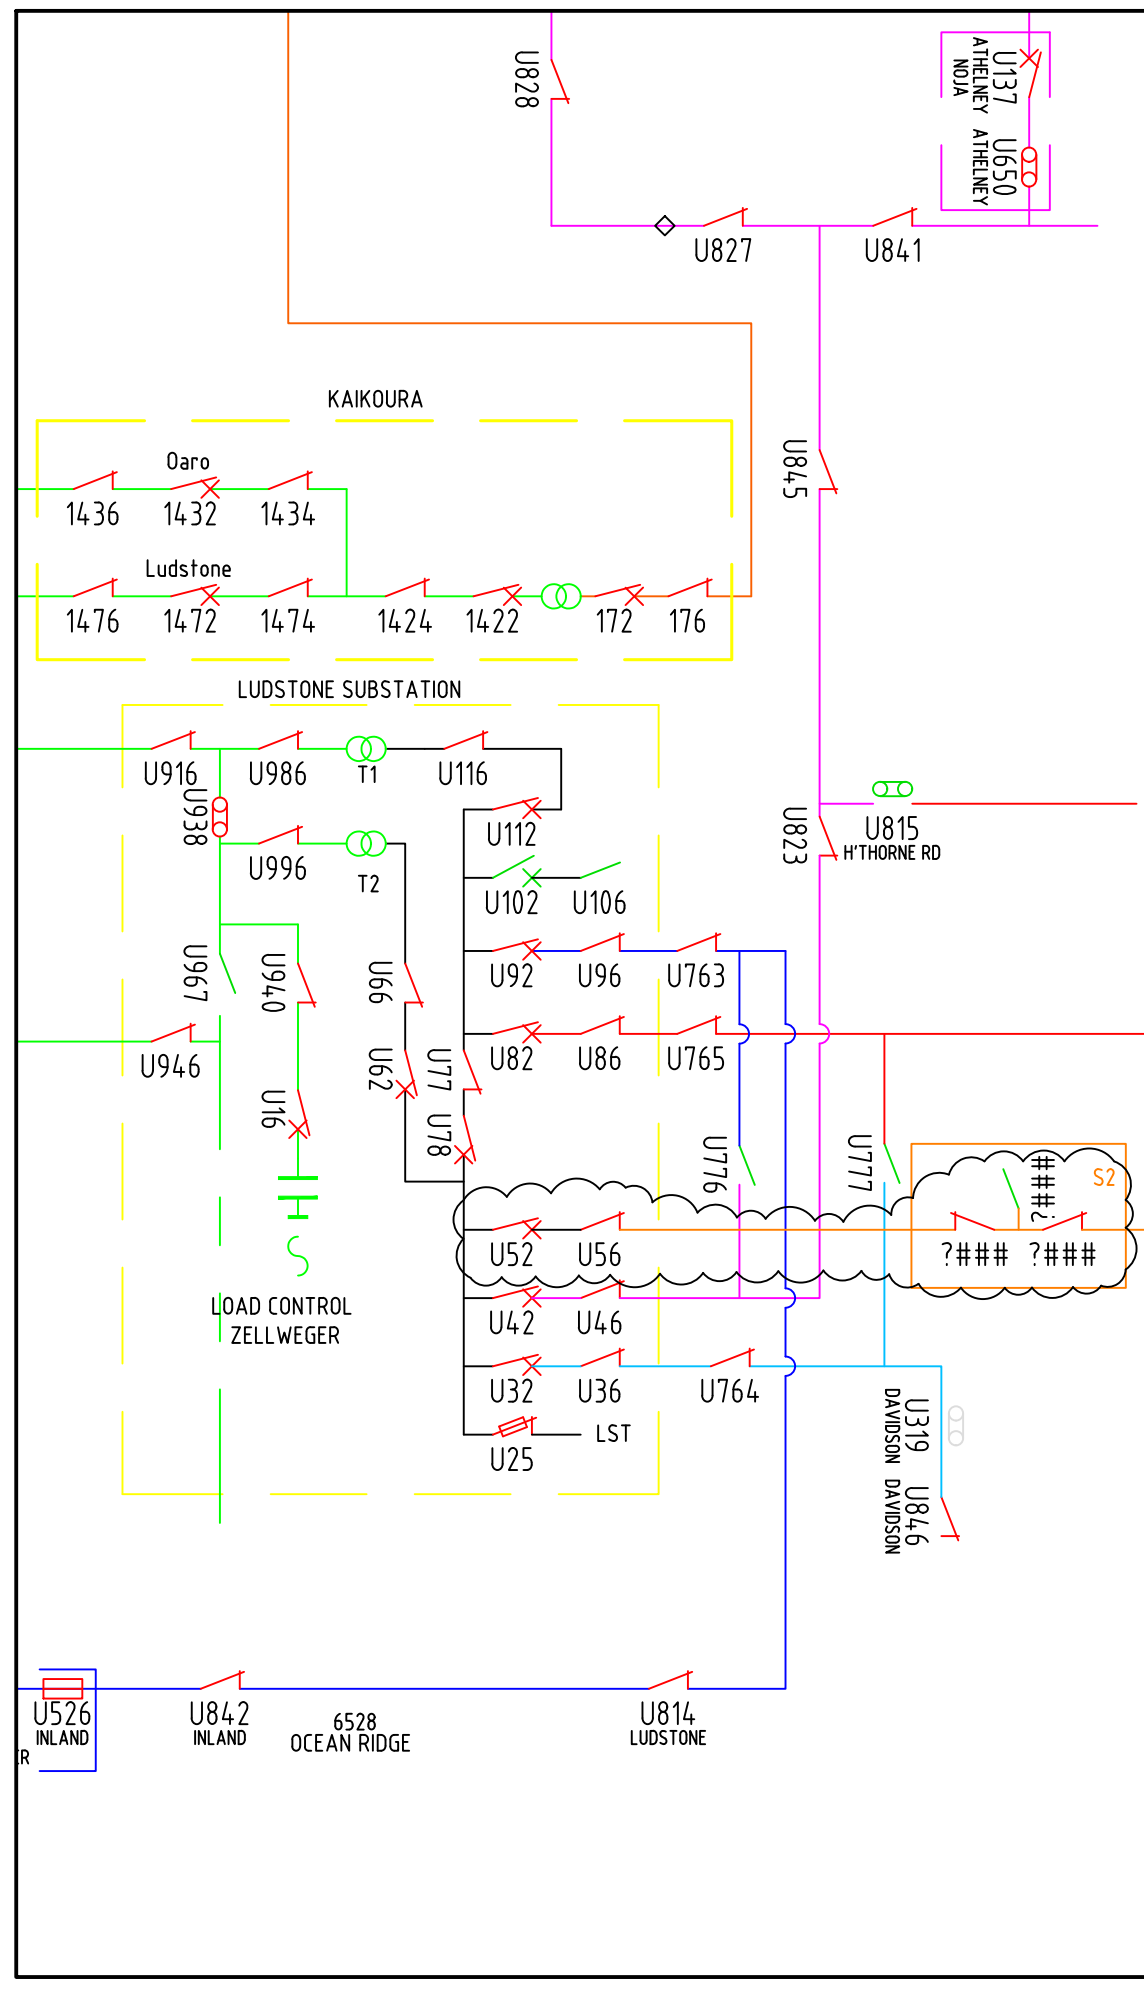 U828
U137
ATHELNEY
NOJA
U650
ATHELNEY
U827
U841
KAIKOURA
Oaro
1436
1432
1434
U845
Ludstone
1476
1472
1474
1424
1422
172
176
LUDSTONE SUBSTATION
U916
U986
T1
U116
U938
U112
U823
U815
H'THORNE RD
U996
T2
U102
U106
U967
U940
U66
U92
U96
U763
U946
U62
U77
U82
U86
U765
U16
U78
U776
U777
?###
S2
U52
U56
?###
?###
LOAD CONTROL
ZELLWEGER
U42
U46
U32
U36
U764
U319
DAVIDSON
U25
LST
U846
DAVIDSON
U526
INLAND
ER
U842
INLAND
6528
OCEAN RIDGE
U814
LUDSTONE